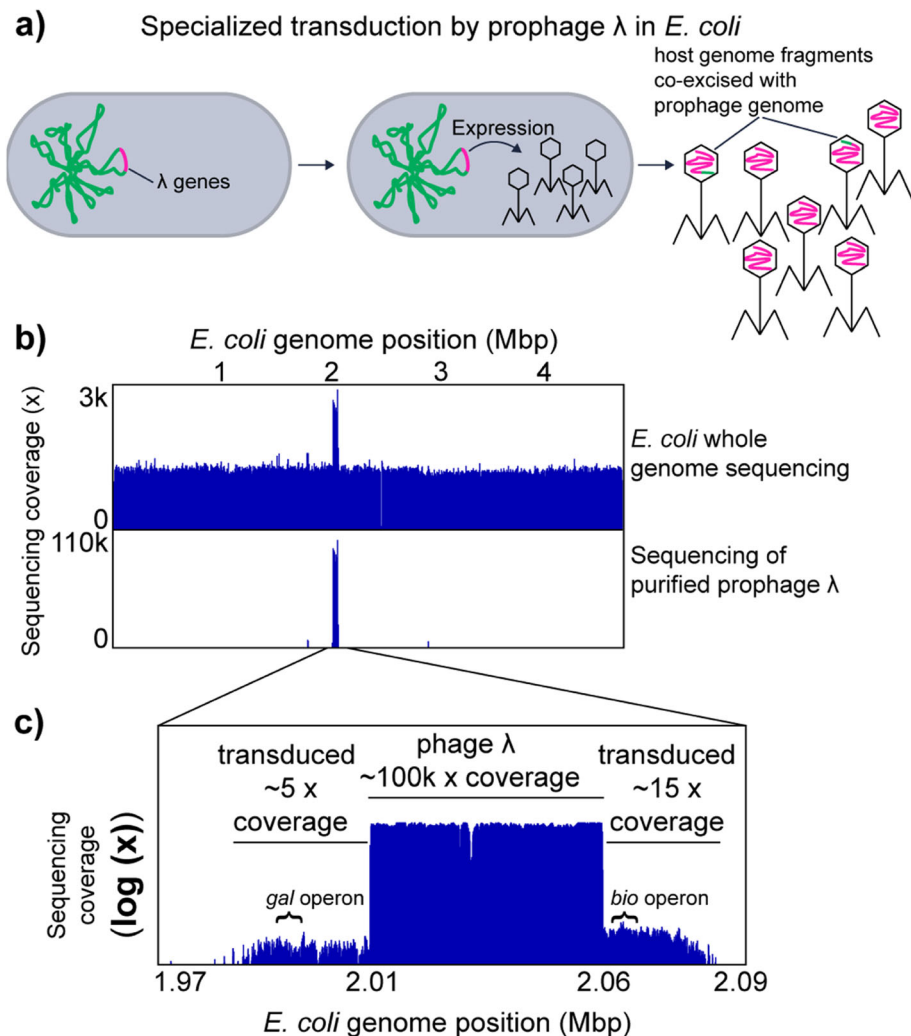 a) Specialized transduction by prophage λ in E. coli
host genome fragments
co-excised with
prophage genome
Expression
λ genes
b)
E. coli genome position (Mbp)
1 2 3 4
Sequencing coverage (x)
3k
0
E. coli whole
genome sequencing
110k
0
Sequencing of
purified prophage λ
c)
transduced
~5 x
coverage
phage λ
~100k x coverage
transduced
~15 x
coverage
Sequencing
coverage
(log (x))
gal operon
bio operon
1.97 2.01 2.06 2.09
E. coli genome position (Mbp)